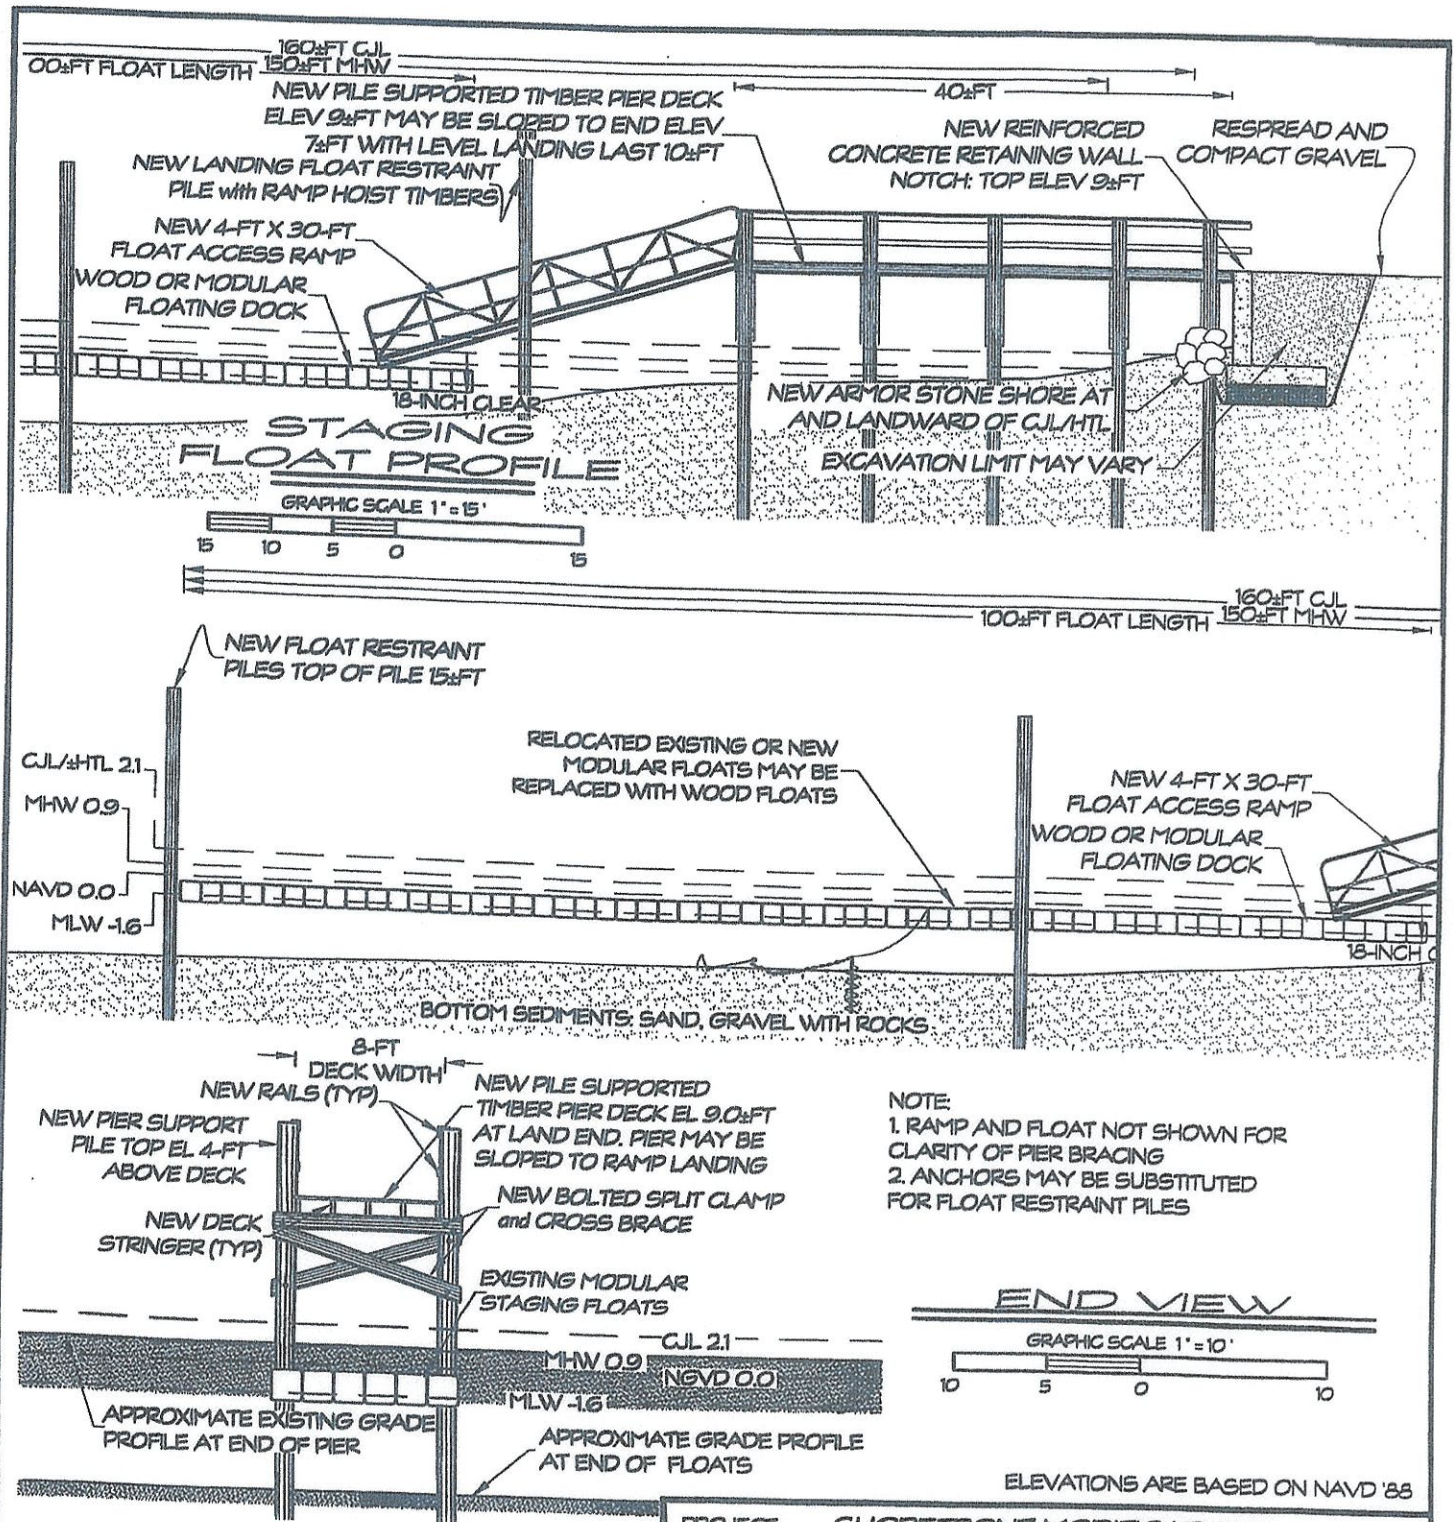 160±FT CJL
00±FT FLOAT LENGTH 150±FT MHW
40±FT
NEW PILE SUPPORTED TIMBER PIER DECK
ELEV 9±FT MAY BE SLOPED TO END ELEV
7±FT WITH LEVEL LANDING LAST 10±FT
NEW REINFORCED
CONCRETE RETAINING WALL
NOTCH: TOP ELEV 9±FT
RESPREAD AND
COMPACT GRAVEL
NEW LANDING FLOAT RESTRAINT
PILE with RAMP HOIST TIMBERS
NEW 4-FT X 30-FT
FLOAT ACCESS RAMP
WOOD OR MODULAR
FLOATING DOCK
18-INCH CLEAR
NEW ARMOR STONE SHORE AT
AND LANDWARD OF CJL/HTL
EXCAVATION LIMIT MAY VARY
STAGING
FLOAT PROFILE
GRAPHIC SCALE 1"=15'
15 10 5 0 15
160±FT CJL
100±FT FLOAT LENGTH 150±FT MHW
NEW FLOAT RESTRAINT
PILES TOP OF PILE 15±FT
RELOCATED EXISTING OR NEW
MODULAR FLOATS MAY BE
REPLACED WITH WOOD FLOATS
CJL/±HTL 2.1
MHW 0.9
NAVD 0.0
MLW -1.6
NEW 4-FT X 30-FT
FLOAT ACCESS RAMP
WOOD OR MODULAR
FLOATING DOCK
18-INCH C
BOTTOM SEDIMENTS: SAND, GRAVEL WITH ROCKS
8-FT
DECK WIDTH
NEW RAILS (TYP)
NEW PIER SUPPORT
PILE TOP EL 4-FT
ABOVE DECK
NEW PILE SUPPORTED
TIMBER PIER DECK EL 9.0±FT
AT LAND END. PIER MAY BE
SLOPED TO RAMP LANDING
NEW BOLTED SPLIT CLAMP
and CROSS BRACE
NEW DECK
STRINGER (TYP)
EXISTING MODULAR
STAGING FLOATS
NOTE:
1. RAMP AND FLOAT NOT SHOWN FOR
CLARITY OF PIER BRACING
2. ANCHORS MAY BE SUBSTITUTED
FOR FLOAT RESTRAINT PILES
CJL 2.1
MHW 0.9
NGVD 0.0
MLW -1.6
END VIEW
GRAPHIC SCALE 1"=10'
10 5 0 10
APPROXIMATE EXISTING GRADE
PROFILE AT END OF PIER
APPROXIMATE GRADE PROFILE
AT END OF FLOATS
ELEVATIONS ARE BASED ON NAVD '88